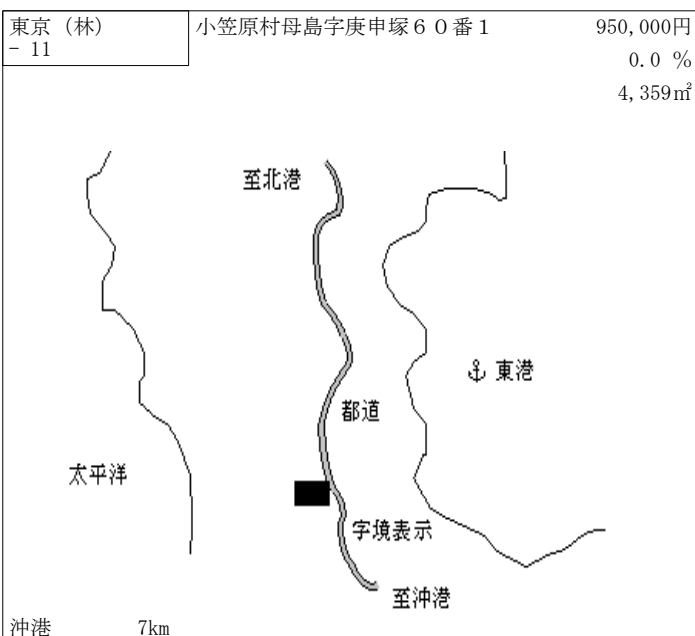 東京（林） 小笠原村母島字庚申塚６０番１ 950,000円
- 11
0.0 %
4,359㎡
至北港
東港
都道
太平洋
字境表示
至沖港
沖港 7km